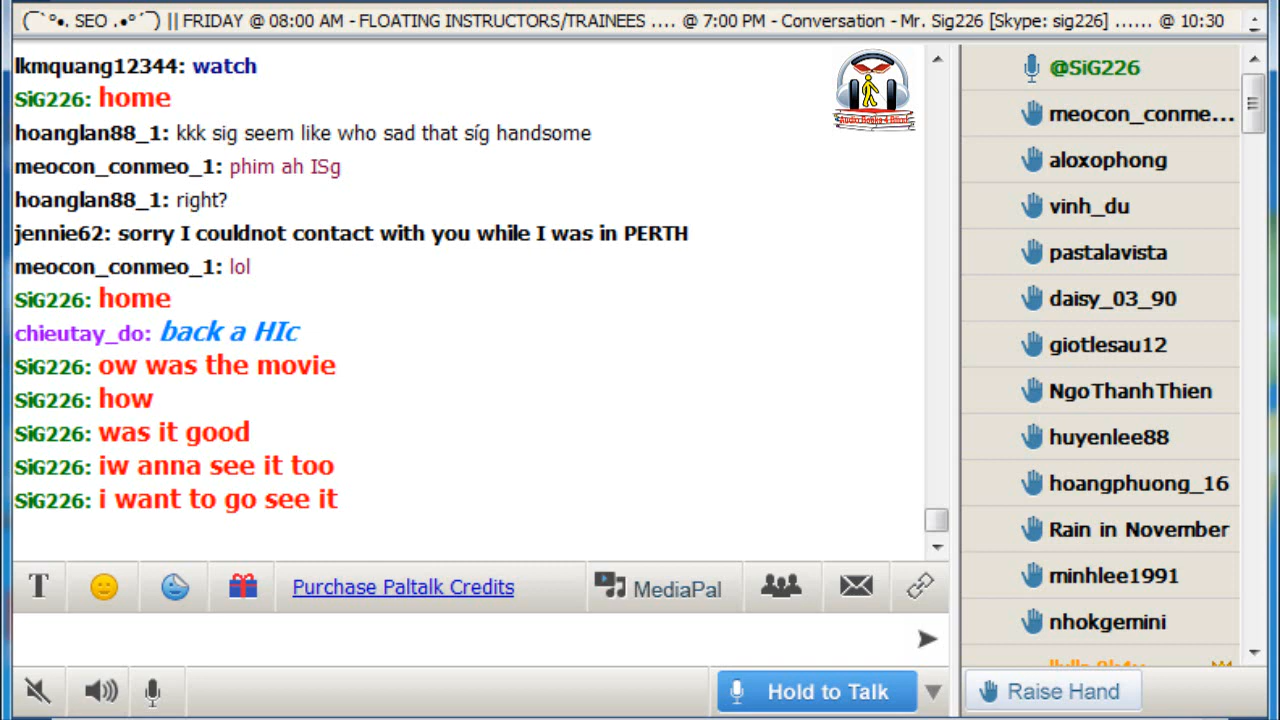 (¯`°•. SEO .•°´¯) || FRIDAY @ 08:00 AM - FLOATING INSTRUCTORS/TRAINEES .... @ 7:00 PM - Conversation - Mr. Sig226 [Skype: sig226] ...... @ 10:30
lkmquang12344: watch
SiG226: home
hoanglan88_1: kkk sig seem like who sad that síg handsome
meocon_conmeo_1: phim ah ISg
hoanglan88_1: right?
jennie62: sorry I couldnot contact with you while I was in PERTH
meocon_conmeo_1: lol
SiG226: home
chieutay_do: back a HIc
SiG226: ow was the movie
SiG226: how
SiG226: was it good
SiG226: iw anna see it too
SiG226: i want to go see it
Audio Books 4 Blind
@SiG226
meocon_conme...
aloxophong
vinh_du
pastalavista
daisy_03_90
giotlesau12
NgoThanhThien
huyenlee88
hoangphuong_16
Rain in November
minhlee1991
nhokgemini
T
Purchase Paltalk Credits
MediaPal
Hold to Talk
Raise Hand